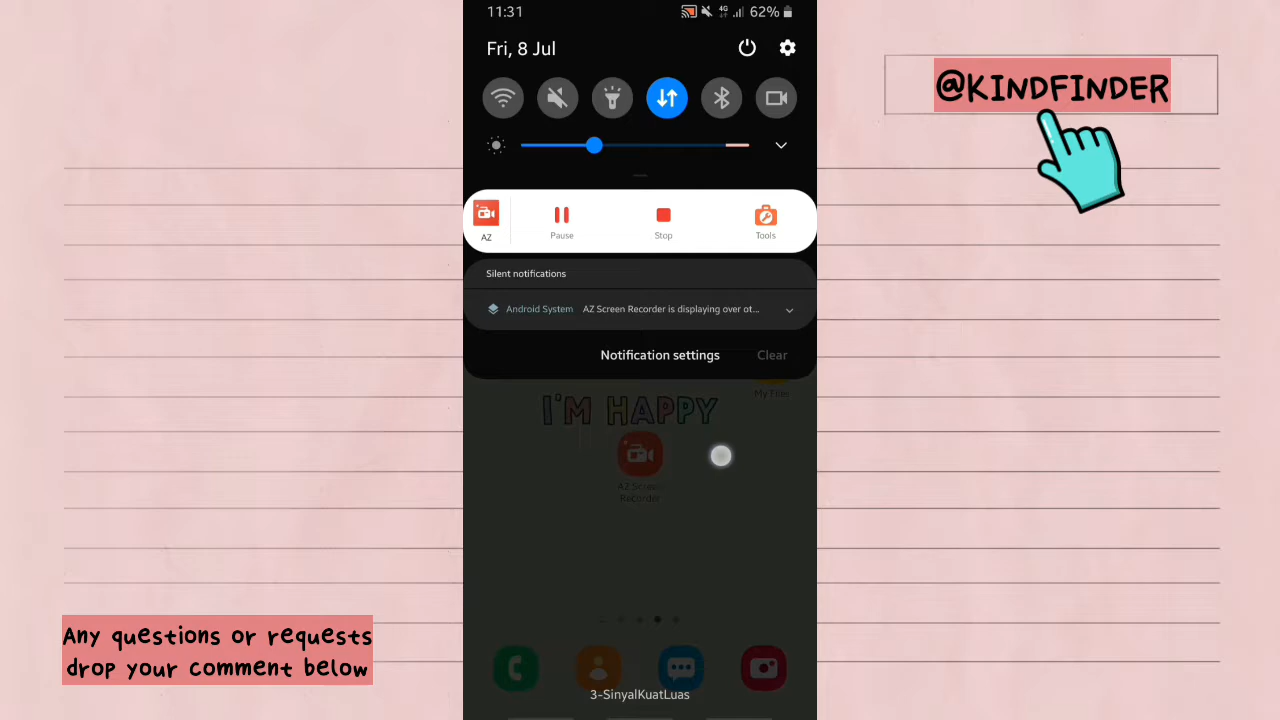 11:31
4G
62%
Fri, 8 Jul
@KINDFINDER
AZ
Pause
Stop
Tools
Silent notifications
Android System AZ Screen Recorder is displaying over ot...
Notification settings
Clear
My Files
I'M HAPPY
AZ Screen
Recorder
Any questions or requests
drop your comment below
3-SinyalKuatLuas